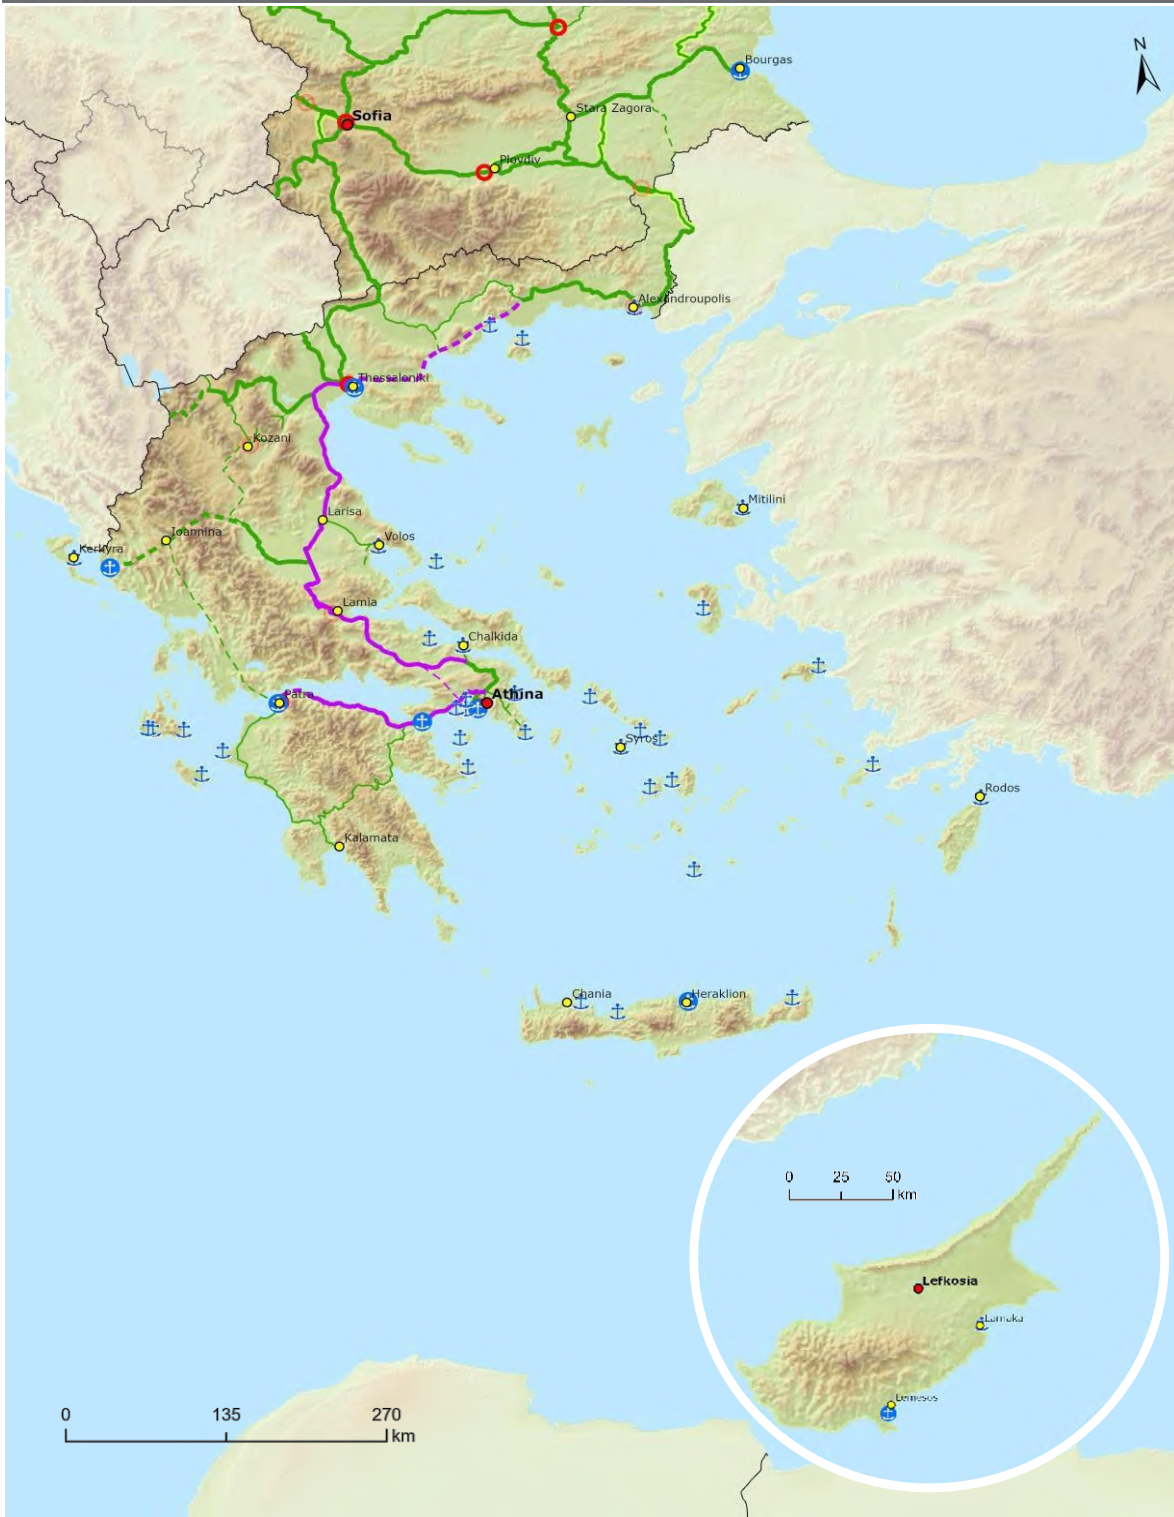 N
Bourgas
Stara Zagora
Sofia
Plovdiv
Alexandroupolis
Thessaloniki
Kozani
Mitilini
Larisa
Ioannina
Volos
Kerkyra
Lamia
Chalkida
Patra
Athina
Syros
Rodos
Kalamata
Chania
Heraklion
0 25 50
km
Lefkosia
Larnaka
Lemesos
0 135 270
km